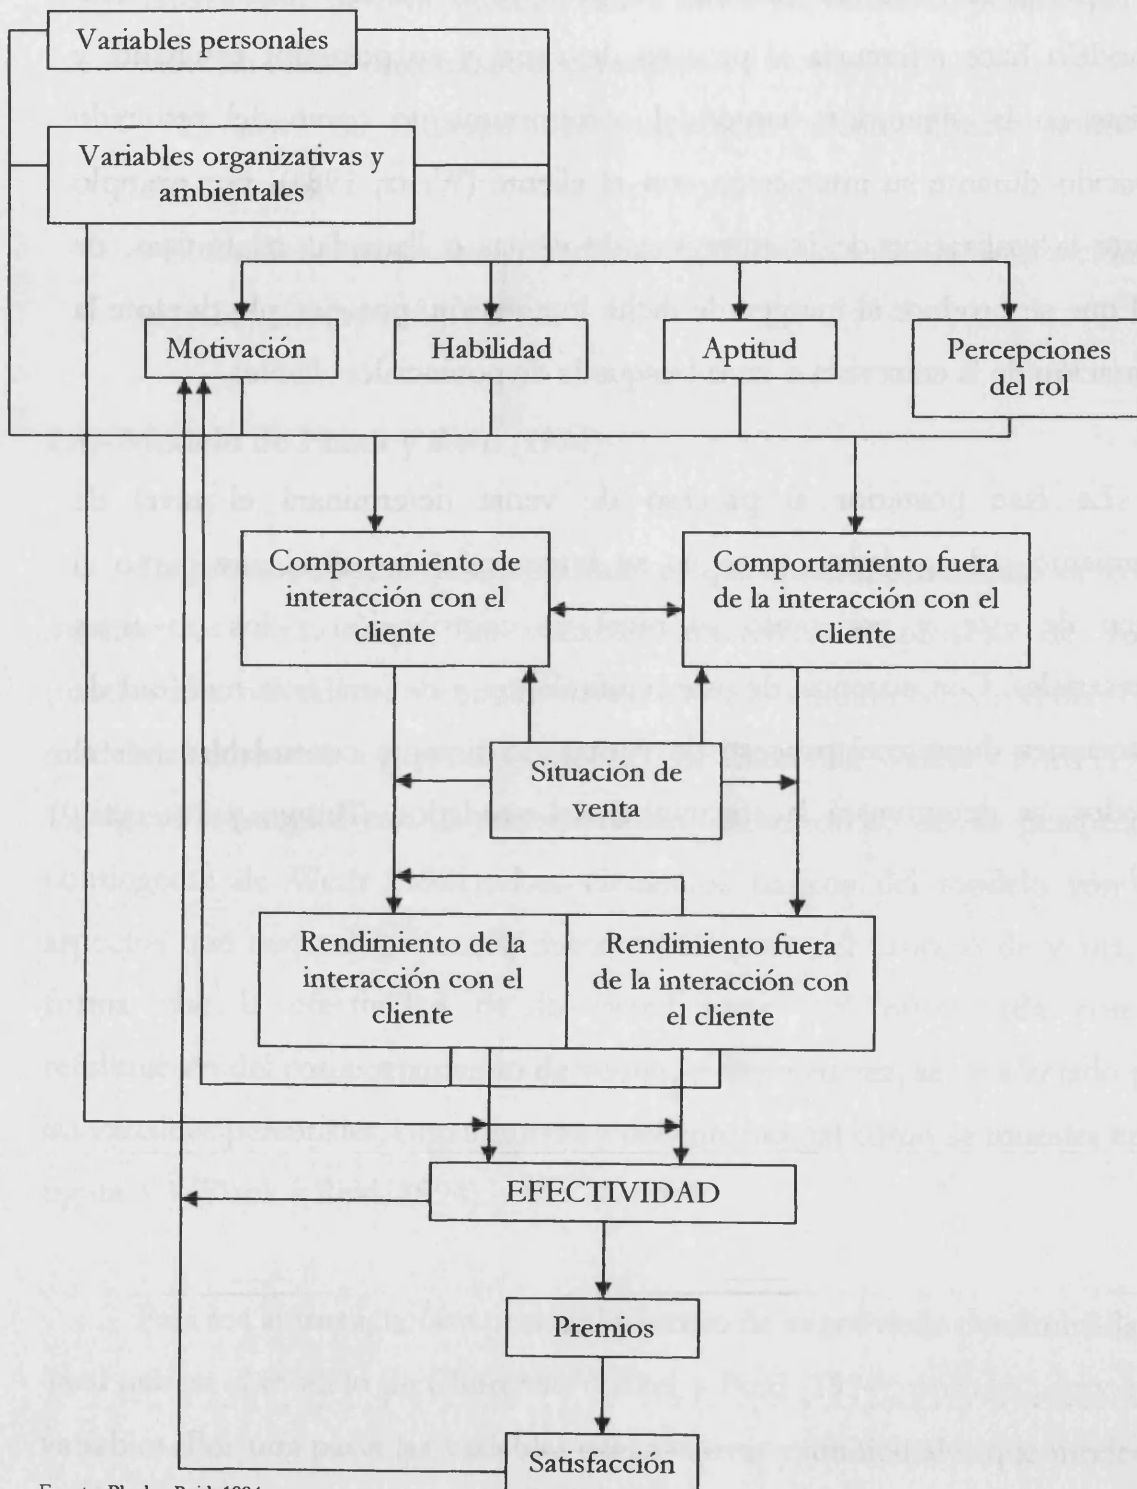 Variables personales
Variables organizativas y
ambientales
Motivación
Habilidad
Aptitud
Percepciones
del rol
Comportamiento de
interacción con el
cliente
Comportamiento fuera
de la interacción con el
cliente
Situación de
venta
Rendimiento de la
interacción con el
cliente
Rendimiento fuera
de la interacción con
el cliente
EFECTIVIDAD
Premios
Satisfacción